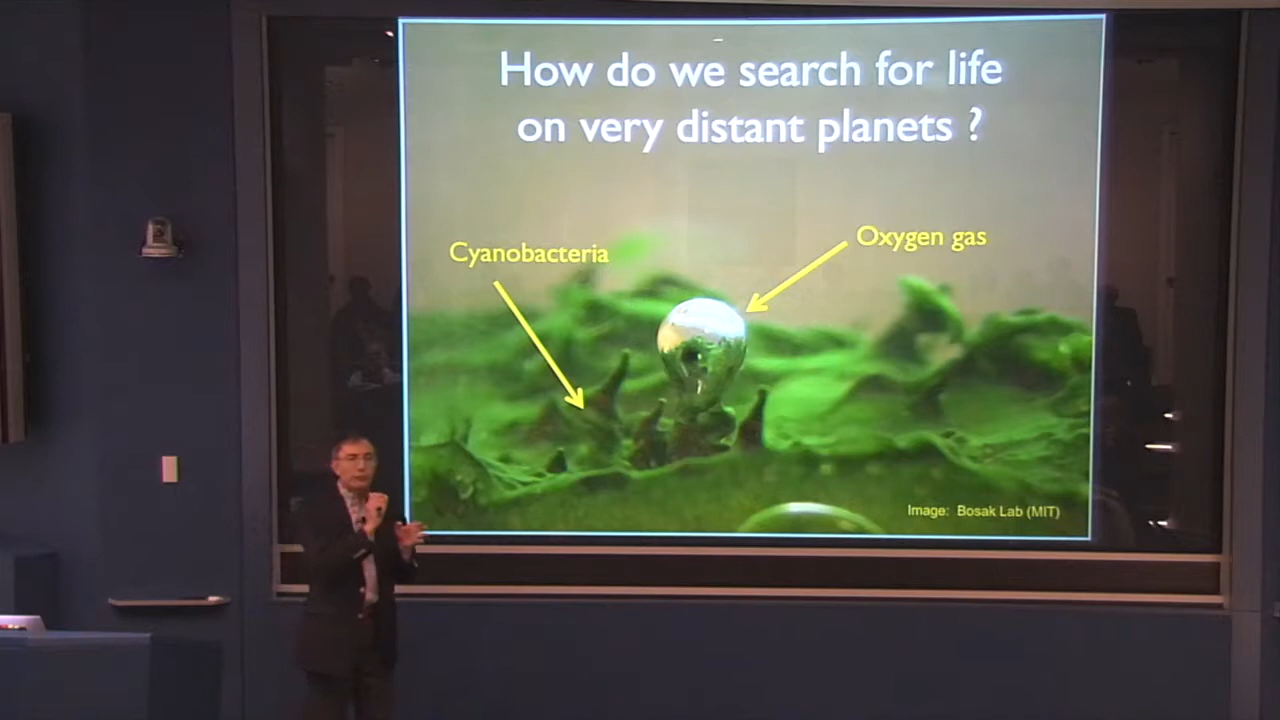 How do we search for life
on very distant planets ?
Cyanobacteria
Oxygen gas
Image: Bosak Lab (MIT)